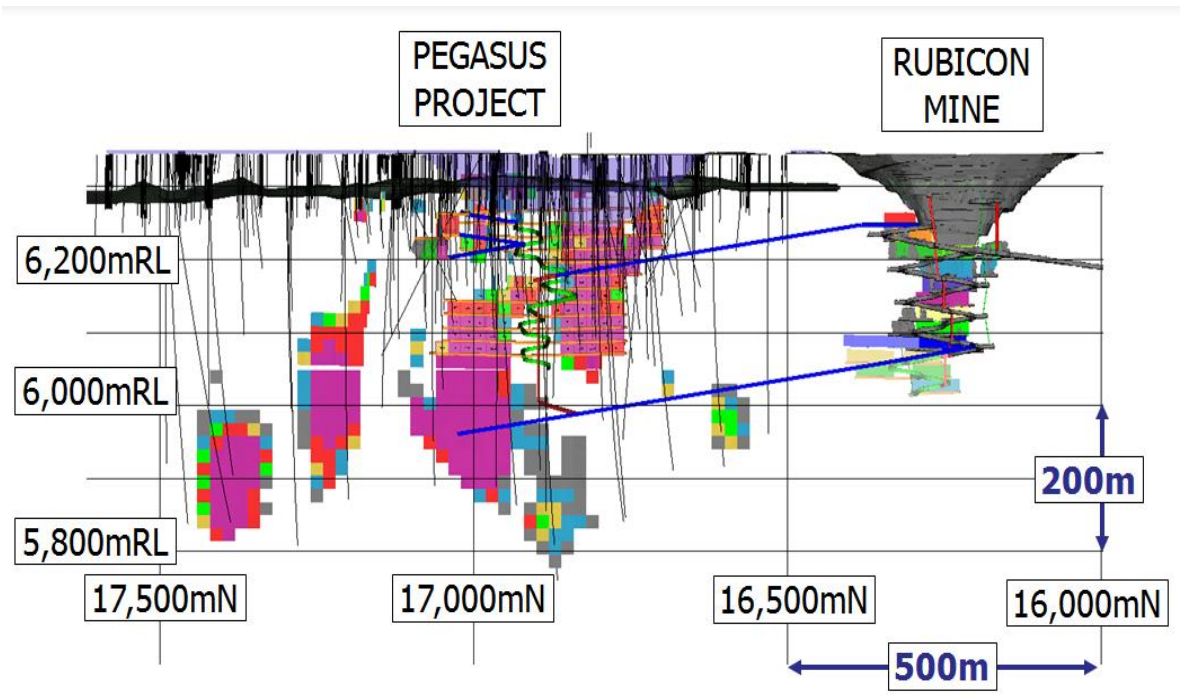 PEGASUS
PROJECT
RUBICON
MINE
6,200mRL
6,000mRL
200m
5,800mRL
17,500mN
17,000mN
16,500mN
16,000mN
500m